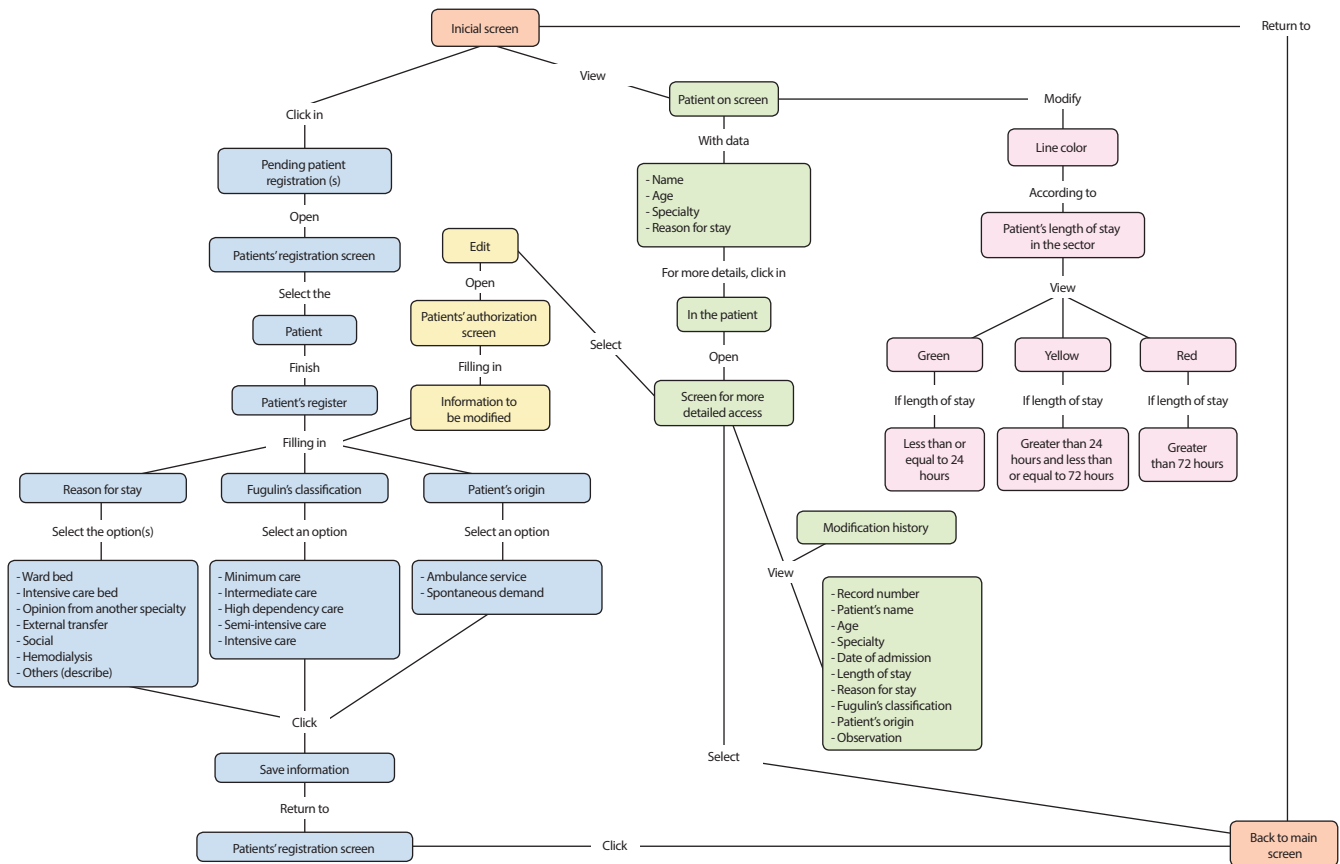 Inicial screen
Return to
View
Patient on screen
Modify
Click in
With data
Line color
Pending patient
registration (s)
- Name
- Age
- Specialty
- Reason for stay
According to
Open
Patient's length of stay
in the sector
Patients' registration screen
Edit
For more details, click in
Select the
Open
View
Patient
Patients' authorization
screen
In the patient
Select
Open
Green
Yellow
Red
Finish
Filling in
Patient's register
Information to
be modified
Screen for more
detailed access
If length of stay
If length of stay
If length of stay
Filling in
Less than or
equal to 24
hours
Greater than 24
hours and less than
or equal to 72 hours
Greater
than 72 hours
Reason for stay
Fugulin's classification
Patient's origin
Select the option(s)
Select an option
Select an option
Modification history
- Ward bed
- Intensive care bed
- Opinion from another specialty
- External transfer
- Social
- Hemodialysis
- Others (describe)
- Minimum care
- Intermediate care
- High dependency care
- Semi-intensive care
- Intensive care
- Ambulance service
- Spontaneous demand
View
- Record number
- Patient's name
- Age
- Specialty
- Date of admission
- Length of stay
- Reason for stay
- Fugulin's classification
- Patient's origin
- Observation
Click
Select
Save information
Return to
Patients' registration screen
Click
Back to main
screen